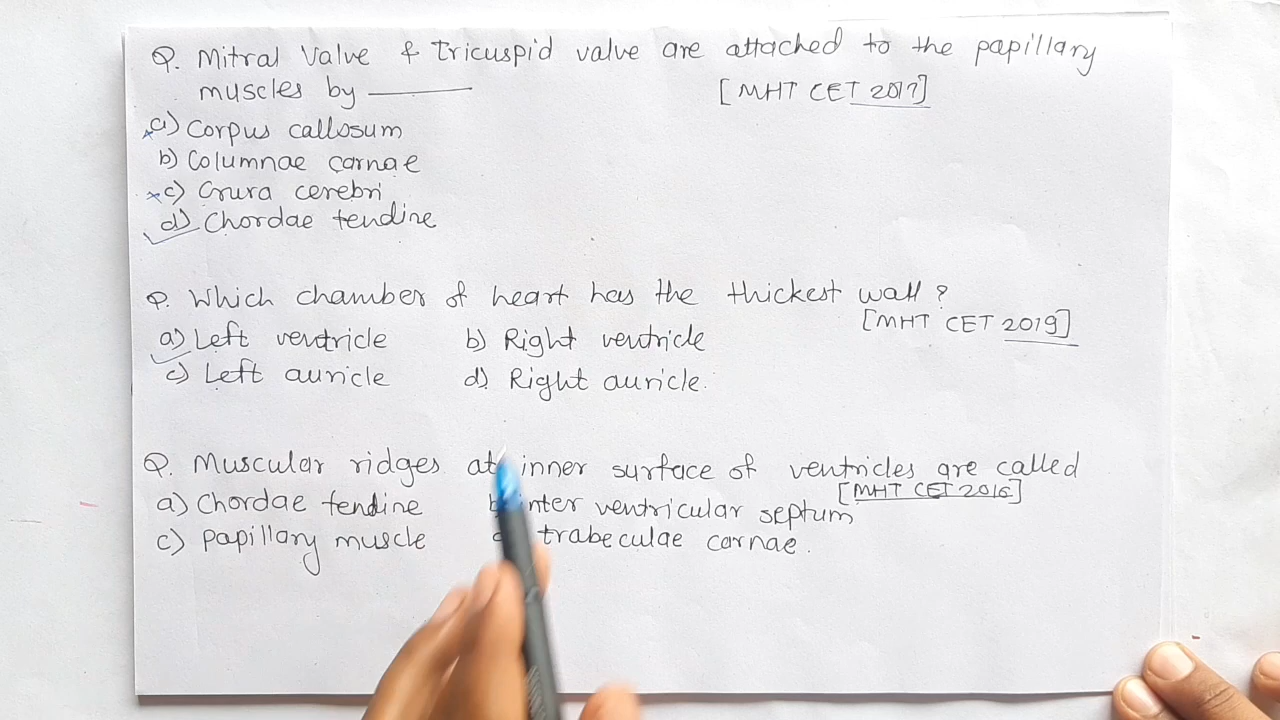 Q. Mitral Valve & tricuspid valve are attached to the papillary
muscles by ______ [MHT CET 2017]
a) Corpus callosum
b) Columnae carnae
c) Crura cerebri
d) Chordae tendine
Q. Which chamber of heart has the thickest wall?
[MHT CET 2019]
a) Left ventricle b) Right ventricle
c) Left auricle d) Right auricle.
Q. Muscular ridges at inner surface of ventricles are called
[MHT CET 2016]
a) Chordae tendine b) inter ventricular septum
c) Papillary muscle trabeculae carnae.